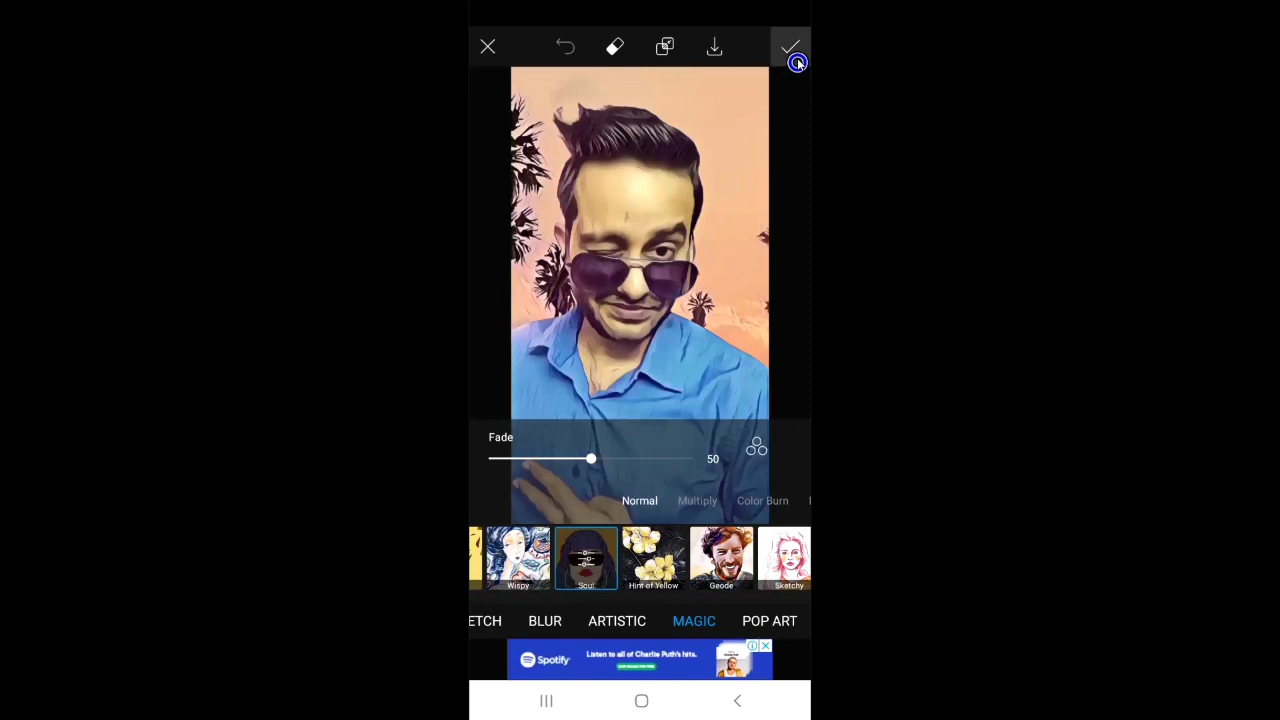 Fade
50
Normal Multiply Color Burn
Wispy Soul Hint of Yellow Geode Sketchy
ETCH BLUR ARTISTIC MAGIC POP ART
Spotify Listen to all of Charlie Puth's hits.